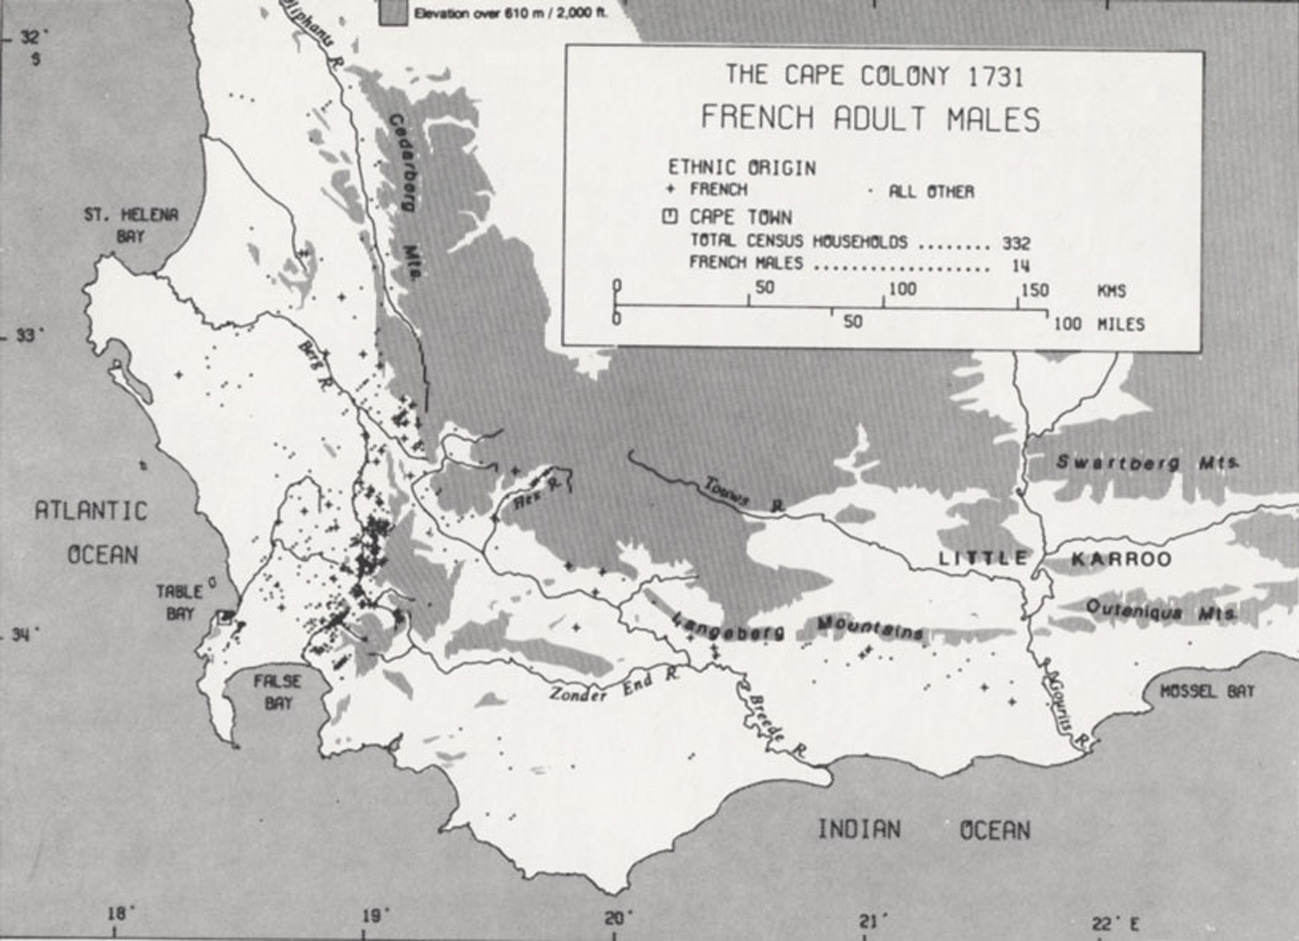 Elevation over 610 m / 2,000 ft.
Oliphants R.
32°
S
THE CAPE COLONY 1731
FRENCH ADULT MALES
ETHNIC ORIGIN
+ FRENCH · ALL OTHER
CAPE TOWN
TOTAL CENSUS HOUSEHOLDS ........ 332
FRENCH MALES .................... 14
0 50 100 150 KMS
0 50 100 MILES
Cedarberg Mts.
ST. HELENA
BAY
33°
Berg R.
Swartberg Mts.
Hex R.
Touws R.
ATLANTIC
OCEAN
LITTLE KARROO
TABLE
BAY
Outeniqua Mts.
34°
Langeberg Mountains
FALSE
BAY
Zonder End R.
Breede R.
Gourits R.
MOSSEL BAY
INDIAN OCEAN
18° 19° 20° 21° 22° E